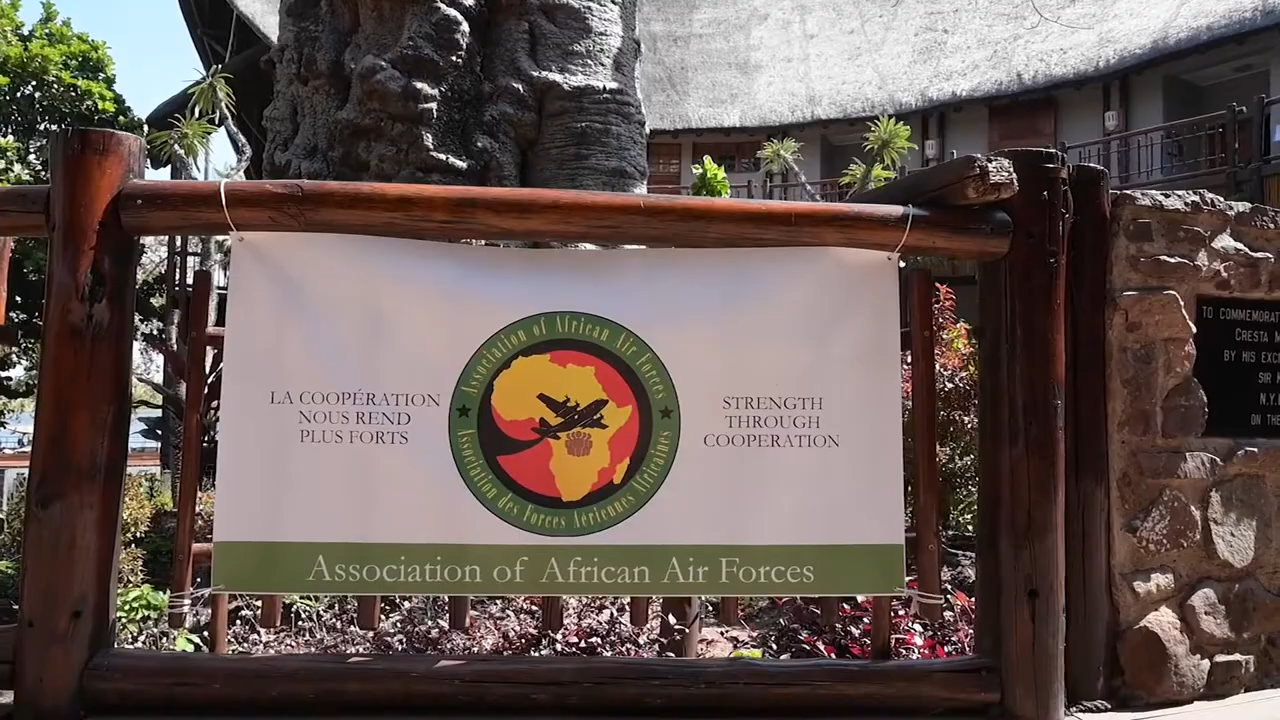 Association of African Air Forces
Association des Forces Aériennes Africaines
LA COOPÉRATION
NOUS REND
PLUS FORTS
STRENGTH
THROUGH
COOPERATION
Association of African Air Forces
TO COMMEMORAT
CRESTA M
BY HIS EXC
SIR K
N.Y.
ON THE